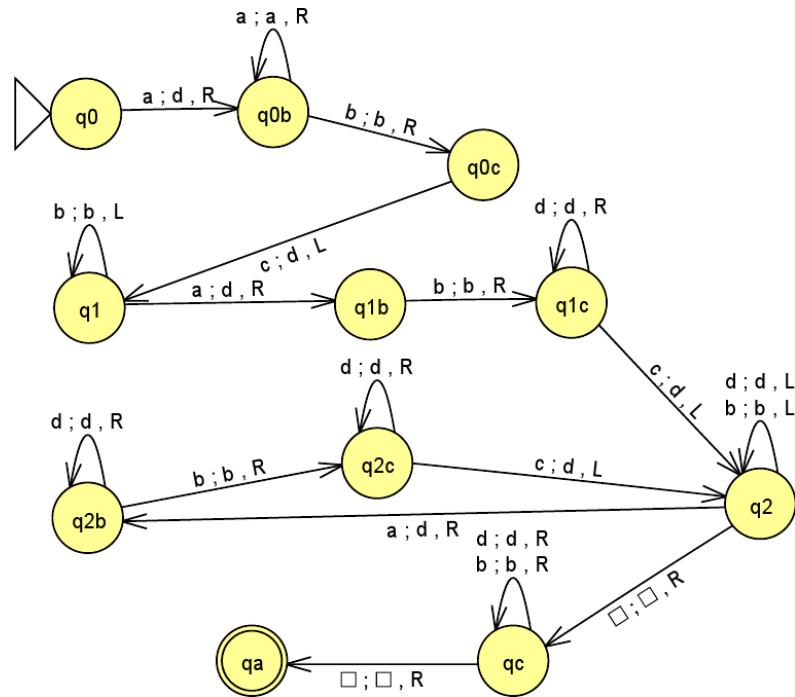 a ; a , R
q0
a ; d , R
q0b
b ; b , R
q0c
b ; b , L
c ; d , L
d ; d , R
q1
a ; d , R
q1b
b ; b , R
q1c
d ; d , R
c ; d , L
d ; d , L
b ; b , L
d ; d , R
q2b
b ; b , R
q2c
c ; d , L
q2
a ; d , R
d ; d , R
b ; b , R
□ ; □ , R
qa
□ ; □ , R
qc